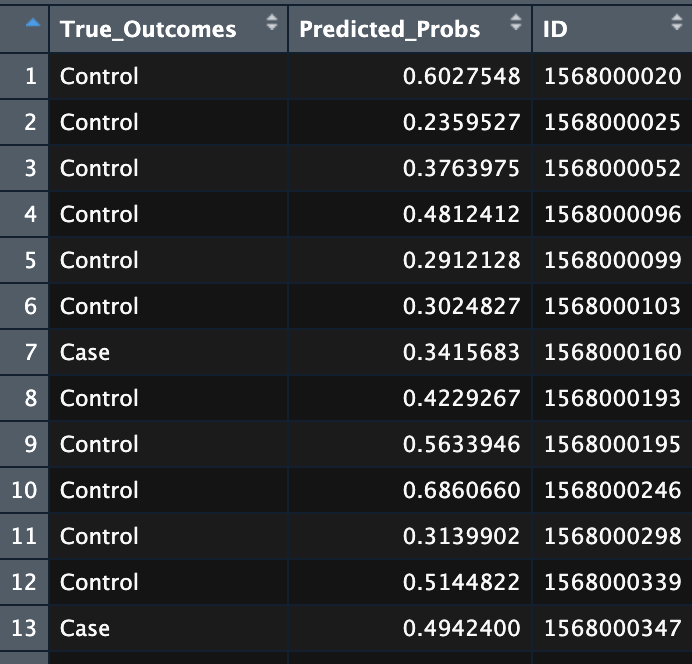 True_Outcomes Predicted_Probs ID
1 Control 0.6027548 1568000020
2 Control 0.2359527 1568000025
3 Control 0.3763975 1568000052
4 Control 0.4812412 1568000096
5 Control 0.2912128 1568000099
6 Control 0.3024827 1568000103
7 Case 0.3415683 1568000160
8 Control 0.4229267 1568000193
9 Control 0.5633946 1568000195
10 Control 0.6860660 1568000246
11 Control 0.3139902 1568000298
12 Control 0.5144822 1568000339
13 Case 0.4942400 1568000347